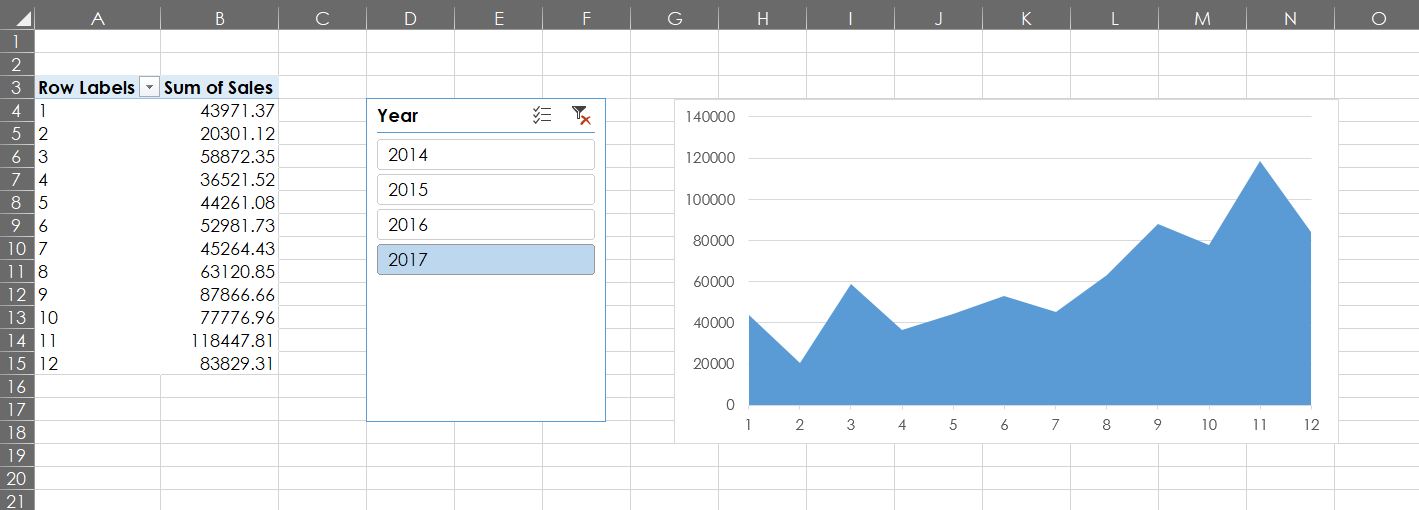 A B C D E F G H I J K L M N O
1
2
3 Row Labels Sum of Sales
4 1 43971.37
5 2 20301.12
6 3 58872.35
7 4 36521.52
8 5 44261.08
9 6 52981.73
10 7 45264.43
11 8 63120.85
12 9 87866.66
13 10 77776.96
14 11 118447.81
15 12 83829.31
16
17
18
19
20
21
Year
2014
2015
2016
2017
140000
120000
100000
80000
60000
40000
20000
0
1 2 3 4 5 6 7 8 9 10 11 12